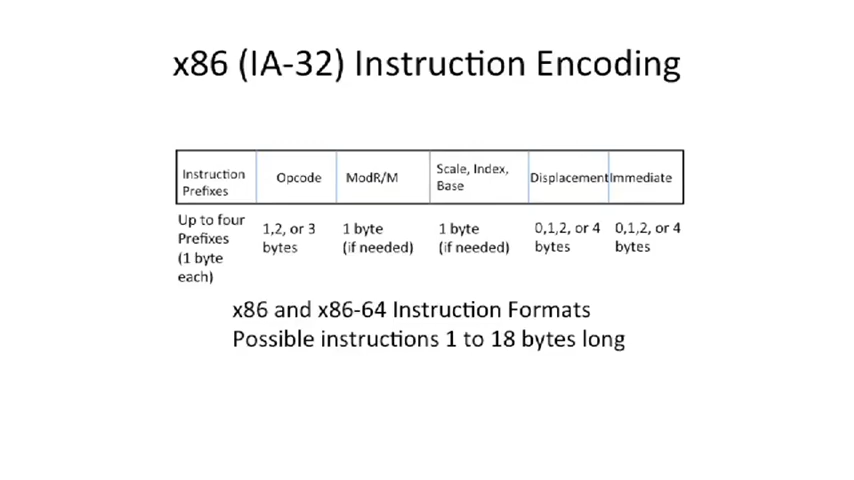 x86 (IA-32) Instruction Encoding
Instruction
Prefixes
Opcode
ModR/M
Scale, Index,
Base
Displacement
Immediate
Up to four
Prefixes
(1 byte
each)
1,2, or 3
bytes
1 byte
(if needed)
1 byte
(if needed)
0,1,2, or 4
bytes
0,1,2, or 4
bytes
x86 and x86-64 Instruction Formats
Possible instructions 1 to 18 bytes long